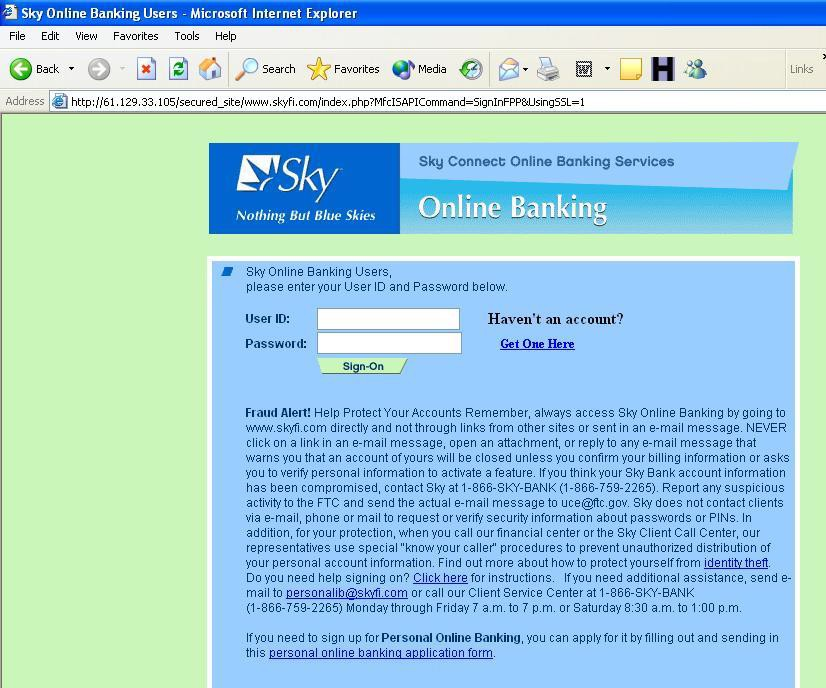 Sky Online Banking Users - Microsoft Internet Explorer
File Edit View Favorites Tools Help
Back Search Favorites Media Links
Address http://61.129.33.105/secured_site/www.skyfi.com/index.php?MfcISAPICommand=SignInFPP&UsingSSL=1
Sky
Nothing But Blue Skies
Sky Connect Online Banking Services
Online Banking
Sky Online Banking Users,
please enter your User ID and Password below.
User ID: Haven't an account?
Password: Get One Here
Sign-On
Fraud Alert! Help Protect Your Accounts Remember, always access Sky Online Banking by going to
www.skyfi.com directly and not through links from other sites or sent in an e-mail message. NEVER
click on a link in an e-mail message, open an attachment, or reply to any e-mail message that
warns you that an account of yours will be closed unless you confirm your billing information or asks
you to verify personal information to activate a feature. If you think your Sky Bank account information
has been compromised, contact Sky at 1-866-SKY-BANK (1-866-759-2265). Report any suspicious
activity to the FTC and send the actual e-mail message to uce@ftc.gov. Sky does not contact clients
via e-mail, phone or mail to request or verify security information about passwords or PINs. In
addition, for your protection, when you call our financial center or the Sky Client Call Center, our
representatives use special "know your caller" procedures to prevent unauthorized distribution of
your personal account information. Find out more about how to protect yourself from identity theft.
Do you need help signing on? Click here for instructions. If you need additional assistance, send e-
mail to personalib@skyfi.com or call our Client Service Center at 1-866-SKY-BANK
(1-866-759-2265) Monday through Friday 7 a.m. to 7 p.m. or Saturday 8:30 a.m. to 1:00 p.m.
If you need to sign up for Personal Online Banking, you can apply for it by filling out and sending in
this personal online banking application form.